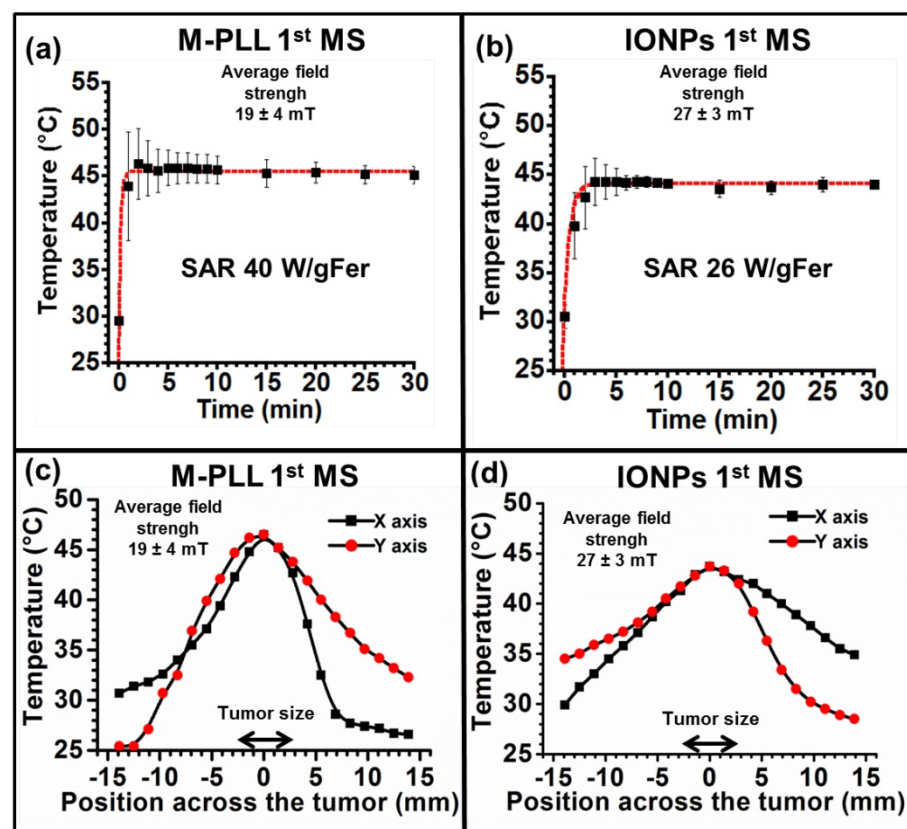 (a)
M-PLL 1st MS
Average field
strengh
19 ± 4 mT
55
50
45
40
35
30
25
Temperature (°C)
SAR 40 W/gFer
0 5 10 15 20 25 30
Time (min)
(b)
IONPs 1st MS
Average field
strengh
27 ± 3 mT
55
50
45
40
35
30
25
Temperature (°C)
SAR 26 W/gFer
0 5 10 15 20 25 30
Time (min)
(c)
M-PLL 1st MS
Average field
strengh
19 ± 4 mT
X axis
Y axis
50
45
40
35
30
25
Temperature (°C)
Tumor size
-15 -10 -5 0 5 10 15
Position across the tumor (mm)
(d)
IONPs 1st MS
Average field
strengh
27 ± 3 mT
X axis
Y axis
50
45
40
35
30
25
Temperature (°C)
Tumor size
-15 -10 -5 0 5 10 15
Position across the tumor (mm)